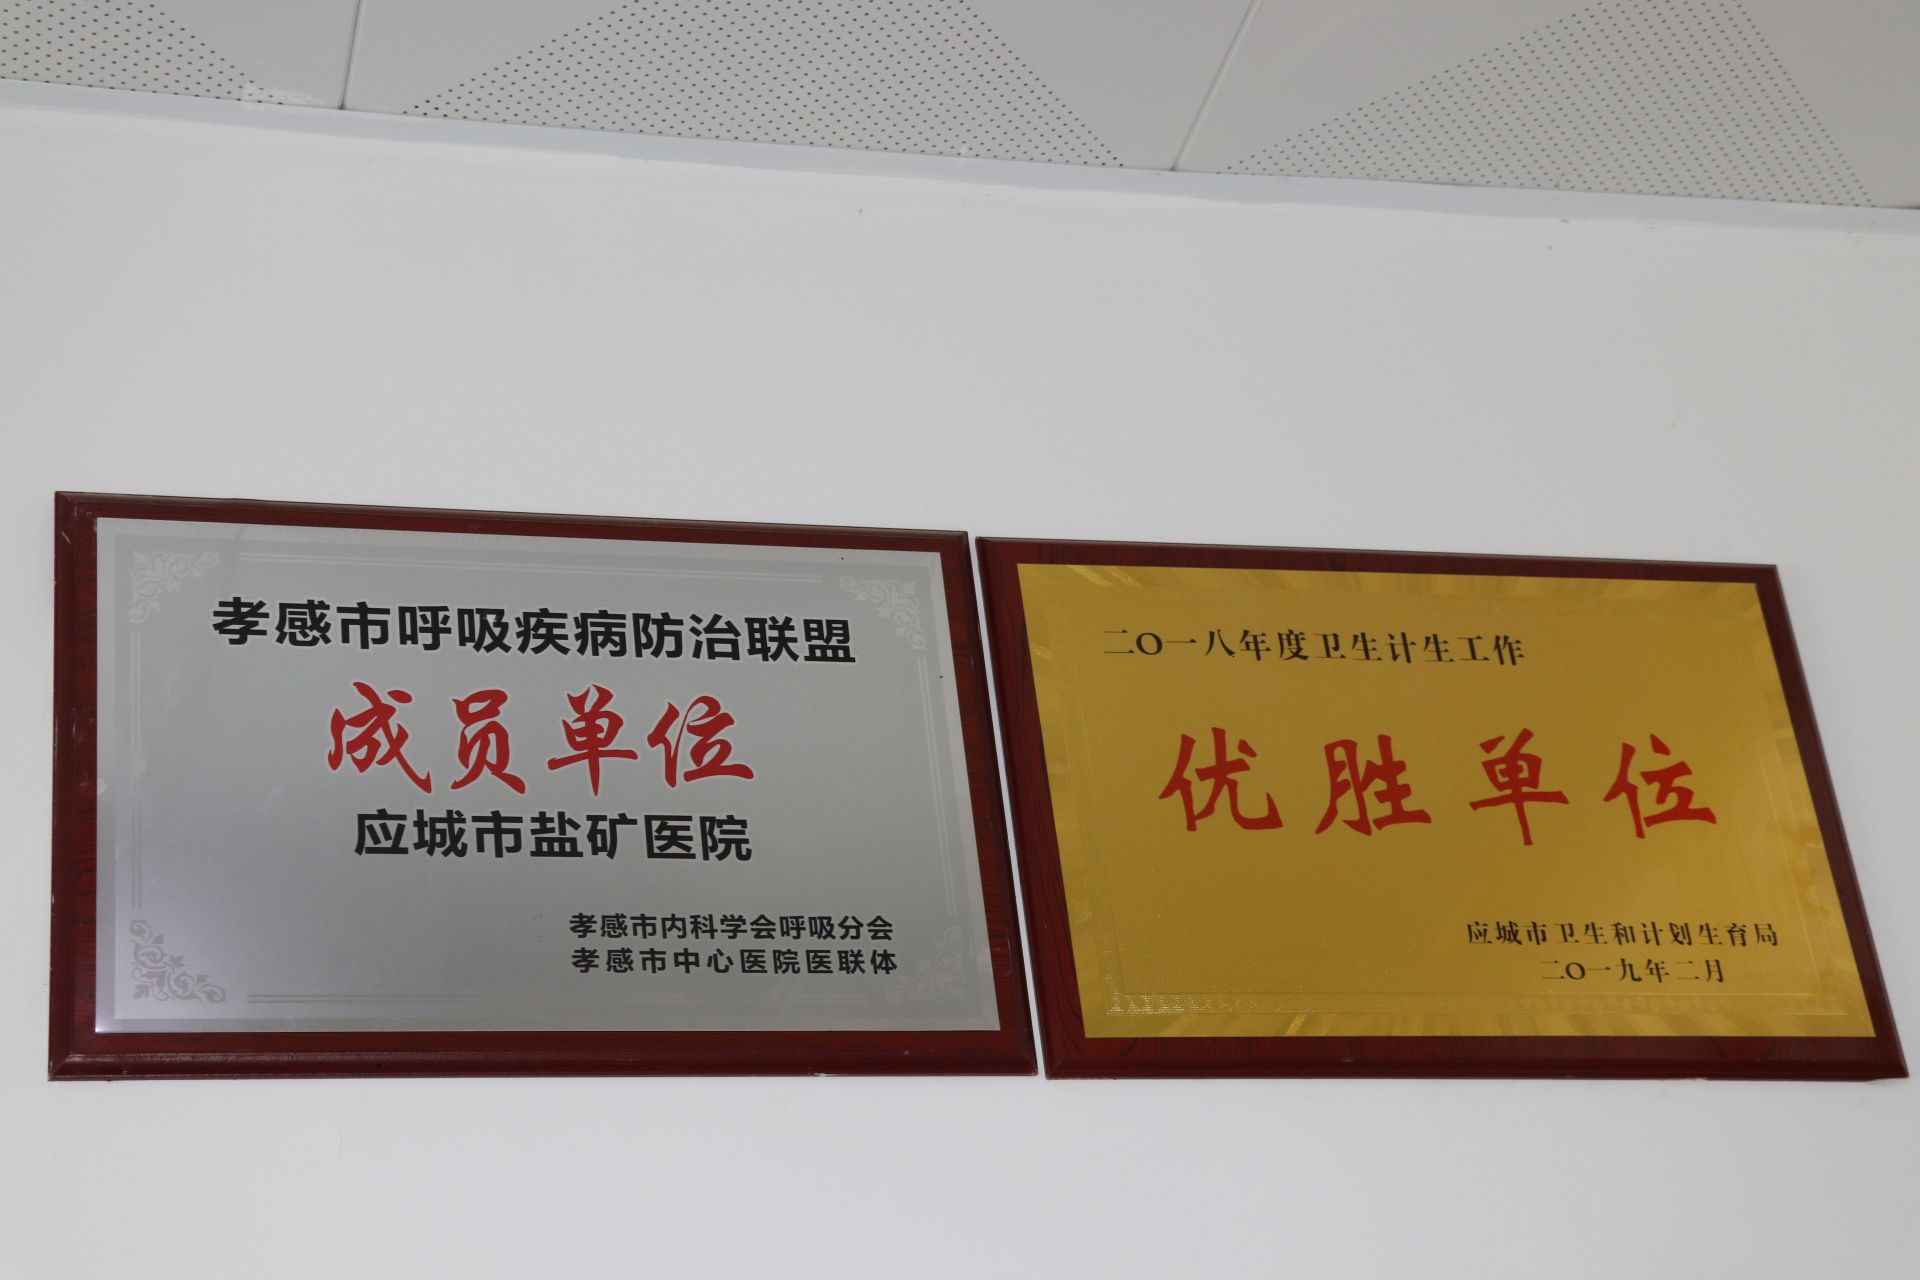 孝感市呼吸疾病防治联盟
成员单位
应城市盐矿医院
孝感市内科学会呼吸分会
孝感市中心医院医联体
二〇一八年度卫生计生工作
优胜单位
应城市卫生和计划生育局
二〇一九年二月